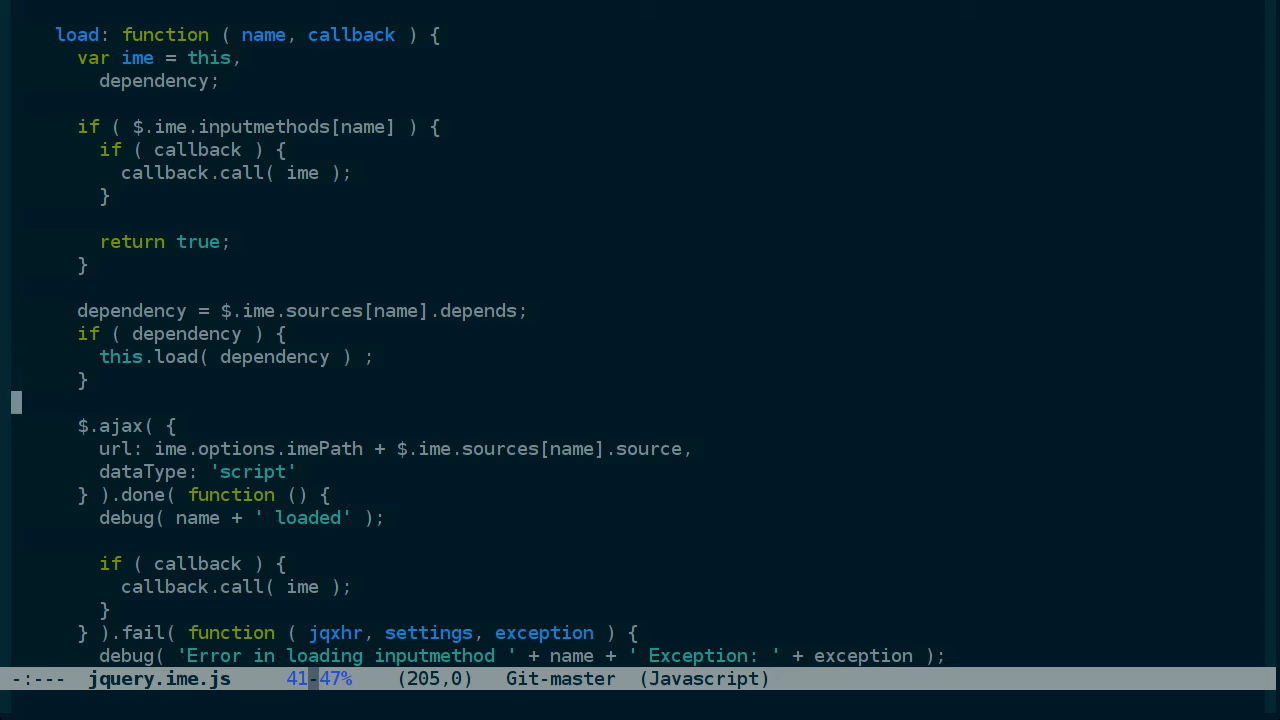 load: function ( name, callback ) {
var ime = this,
dependency;
if ( $.ime.inputmethods[name] ) {
if ( callback ) {
callback.call( ime );
}
return true;
}
dependency = $.ime.sources[name].depends;
if ( dependency ) {
this.load( dependency ) ;
}
$.ajax( {
url: ime.options.imePath + $.ime.sources[name].source,
dataType: 'script'
} ).done( function () {
debug( name + ' loaded' );
if ( callback ) {
callback.call( ime );
}
} ).fail( function ( jqxhr, settings, exception ) {
debug( 'Error in loading inputmethod ' + name + ' Exception: ' + exception );
-:--- jquery.ime.js 41-47% (205,0) Git-master (Javascript)